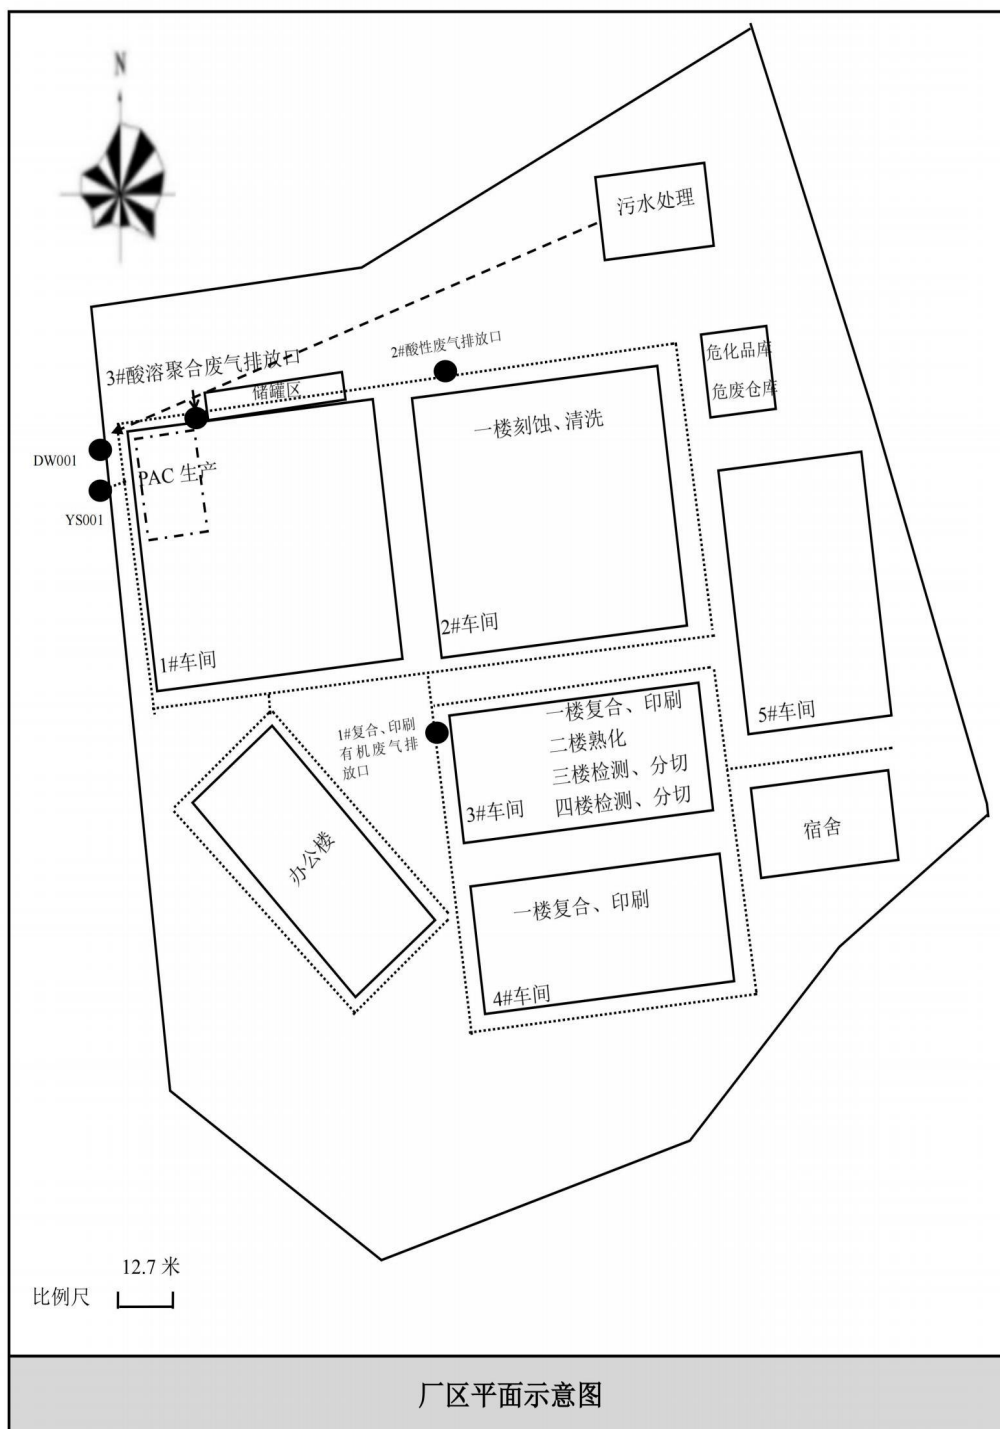 N
污水处理
2#酸性废气排放口
3#酸溶聚合废气排放口
储罐区
危化品库
危废仓库
一楼刻蚀、清洗
DW001
PAC 生产
YS001
2#车间
1#车间
5#车间
1#复合、印刷
有机废气排
放口
一楼复合、印刷
二楼熟化
三楼检测、分切
四楼检测、分切
3#车间
宿舍
办公楼
一楼复合、印刷
4#车间
12.7 米
比例尺
厂区平面示意图